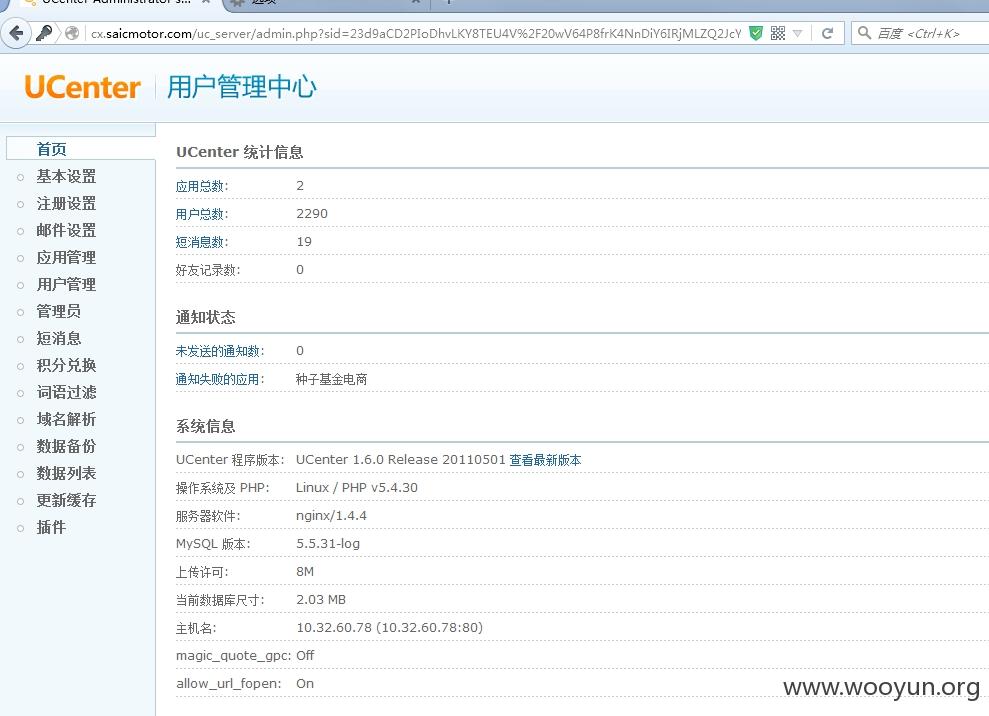 UCenter Administrator's...
选项
cx.saicmotor.com/uc_server/admin.php?sid=23d9aCD2PIoDhvLKY8TEU4V%2F20wV64P8frK4NnDiY6IRjMLZQ2JcY
百度 <Ctrl+K>
UCenter 用户管理中心
首页
基本设置
注册设置
邮件设置
应用管理
用户管理
管理员
短消息
积分兑换
词语过滤
域名解析
数据备份
数据列表
更新缓存
插件
UCenter 统计信息
应用总数: 2
用户总数: 2290
短消息数: 19
好友记录数: 0
通知状态
未发送的通知数: 0
通知失败的应用: 种子基金电商
系统信息
UCenter 程序版本: UCenter 1.6.0 Release 20110501 查看最新版本
操作系统及 PHP: Linux / PHP v5.4.30
服务器软件: nginx/1.4.4
MySQL 版本: 5.5.31-log
上传许可: 8M
当前数据库尺寸: 2.03 MB
主机名: 10.32.60.78 (10.32.60.78:80)
magic_quote_gpc: Off
allow_url_fopen: On
www.wooyun.org